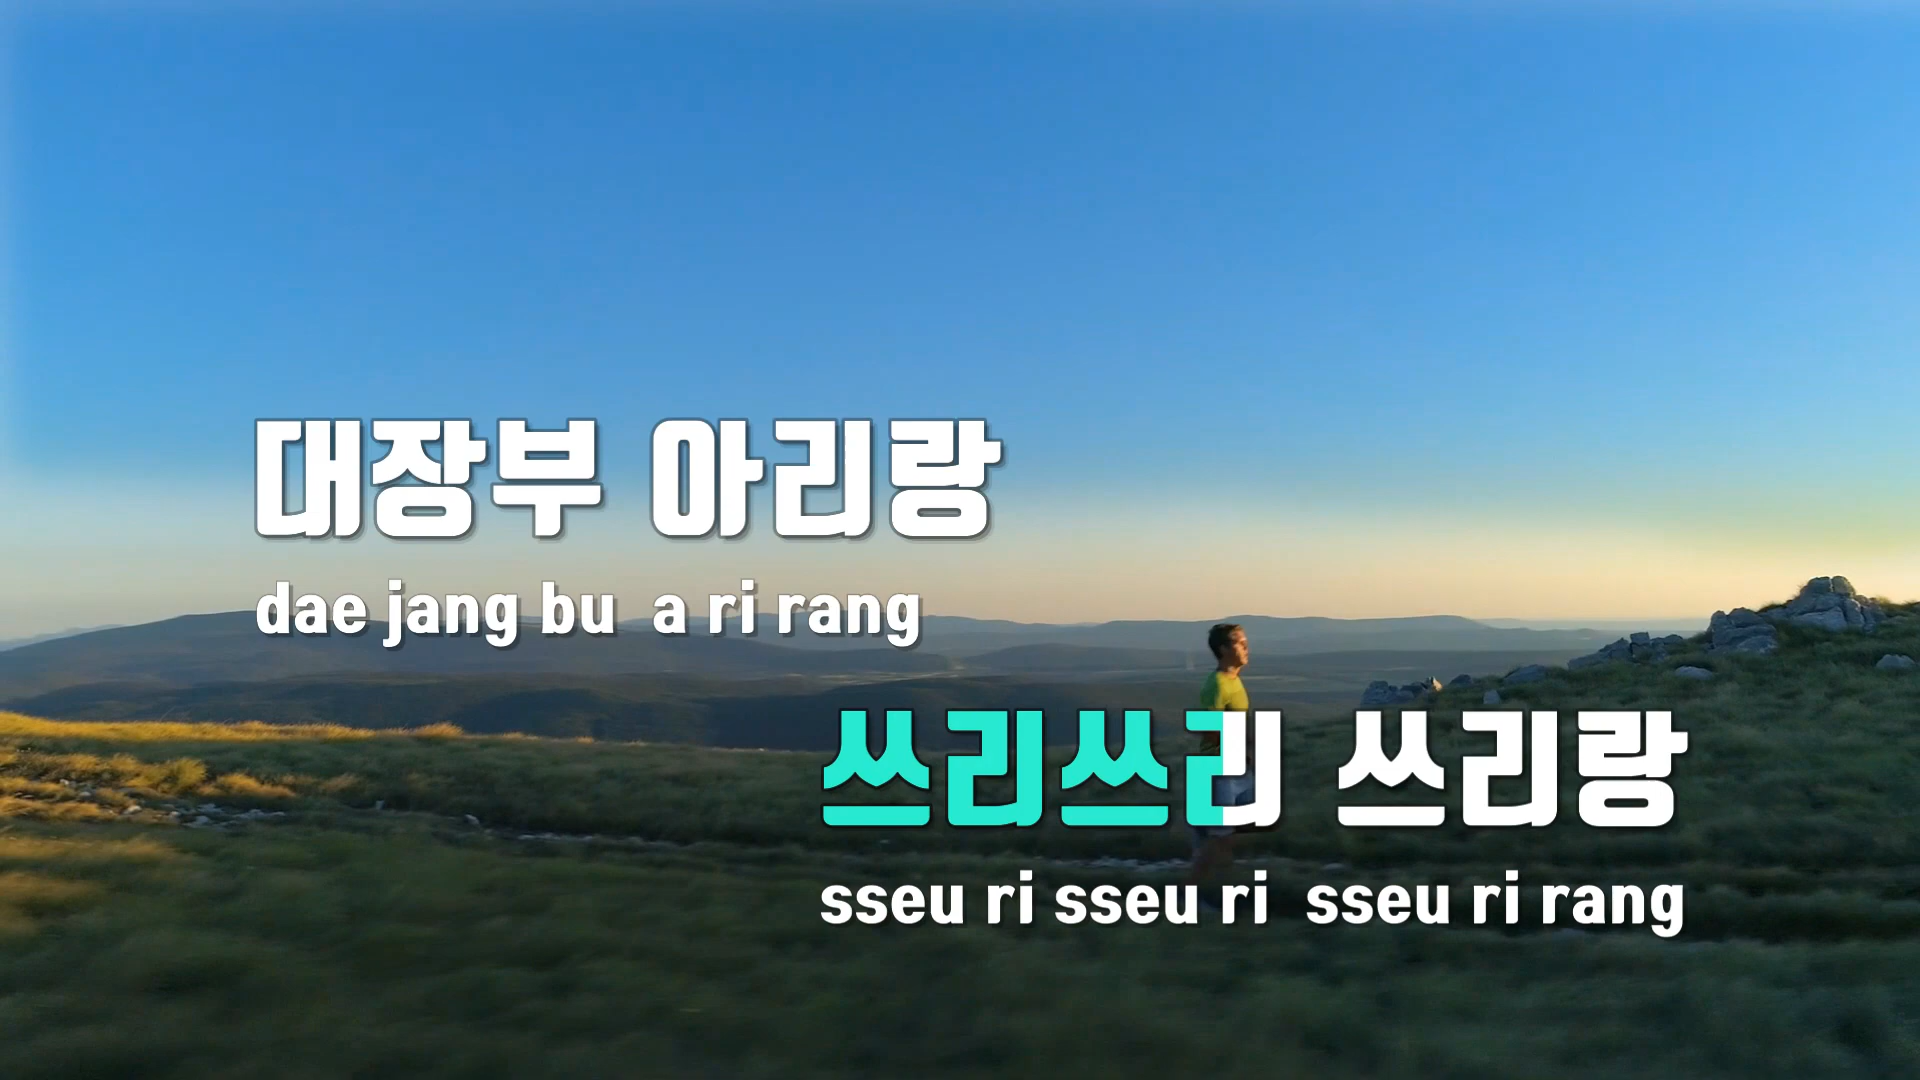 대장부 아리랑
dae jang bu a ri rang
쓰리쓰리 쓰리랑
sseu ri sseu ri sseu ri rang